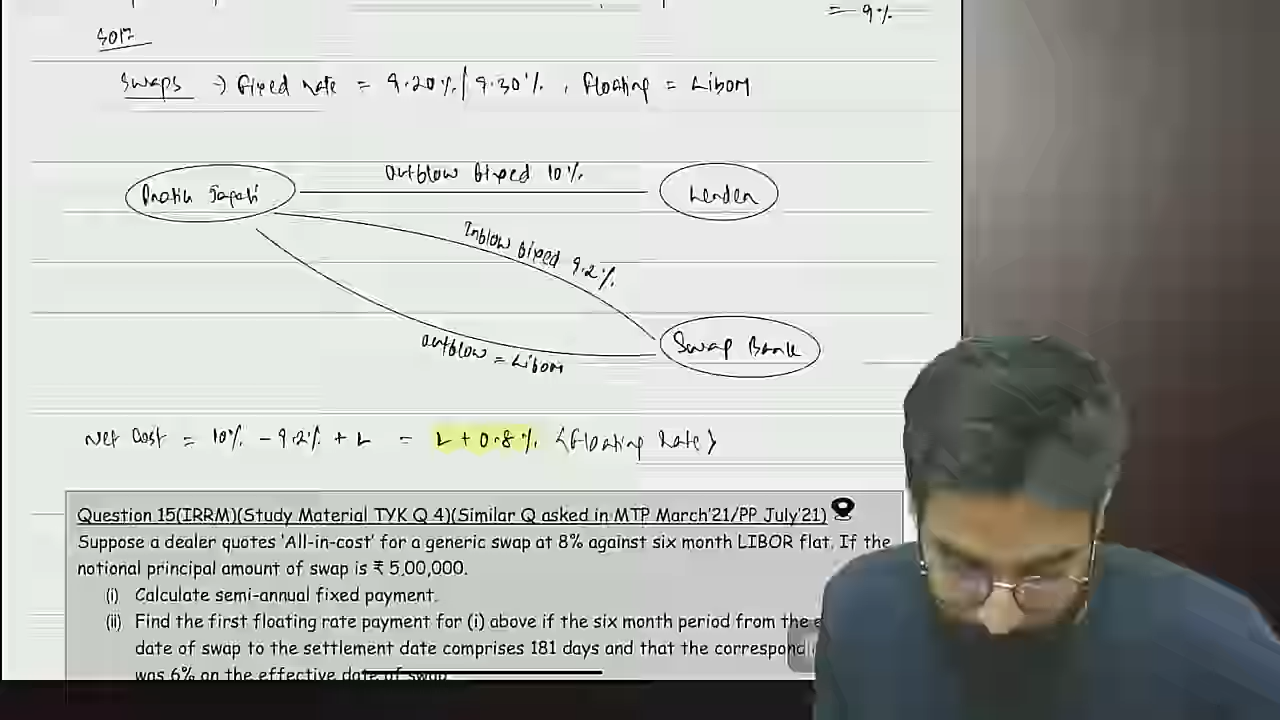 = 9%
Soln
Swaps → Fixed rate = 9.20% / 9.30% , Floating = Libor
Outflow fixed 10%
Pratik Lender
Inflow fixed 9.2%
Outflow = Libor
Swap Bank
Net Cost = 10% - 9.2% + L = L + 0.8% <Floating Rate>
Question 15(IRRM)(Study Material TYK Q 4)(Similar Q asked in MTP March'21/PP July'21)
Suppose a dealer quotes 'All-in-cost' for a generic swap at 8% against six month LIBOR flat. If the
notional principal amount of swap is ₹ 5,00,000.
(i) Calculate semi-annual fixed payment.
(ii) Find the first floating rate payment for (i) above if the six month period from the
date of swap to the settlement date comprises 181 days and that the
was 6% on the effective date of swap